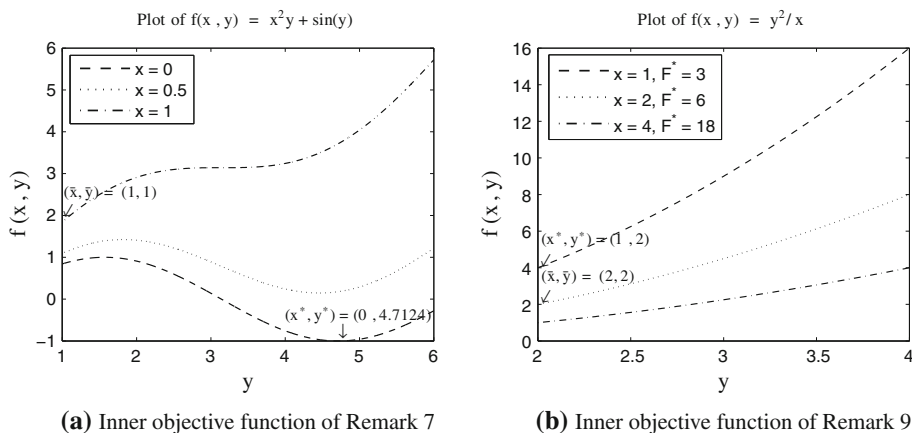 Plot of f(x , y) = x²y + sin(y)
f (x , y)
6
5
4
3
2
1
0
−1
x = 0
x = 0.5
x = 1
(x̄, ȳ) = (1, 1)
(x*, y*) = (0 , 4.7124)
1 2 3 4 5 6
y
(a) Inner objective function of Remark 7
Plot of f(x , y) = y²/ x
f (x , y)
16
14
12
10
8
6
4
2
0
x = 1, F* = 3
x = 2, F* = 6
x = 4, F* = 18
(x*, y*) = (1 , 2)
(x̄, ȳ) = (2, 2)
2 2.5 3 3.5 4
y
(b) Inner objective function of Remark 9